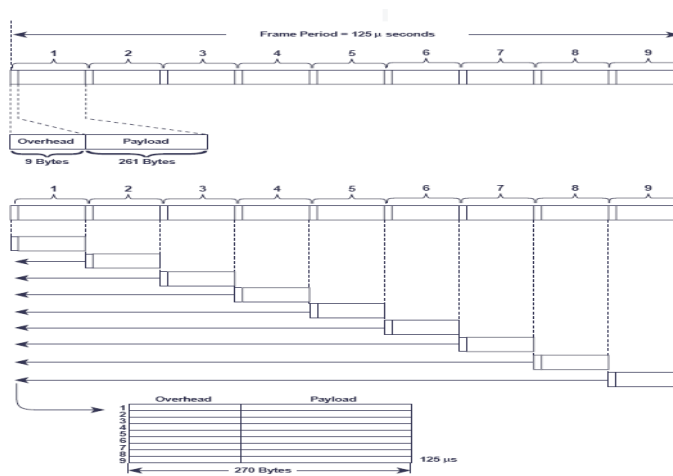 Frame Period = 125 μ seconds
1 2 3 4 5 6 7 8 9
Overhead Payload
9 Bytes 261 Bytes
1 2 3 4 5 6 7 8 9
Overhead Payload
1
2
3
4
5
6
7
8
9
125 μs
270 Bytes